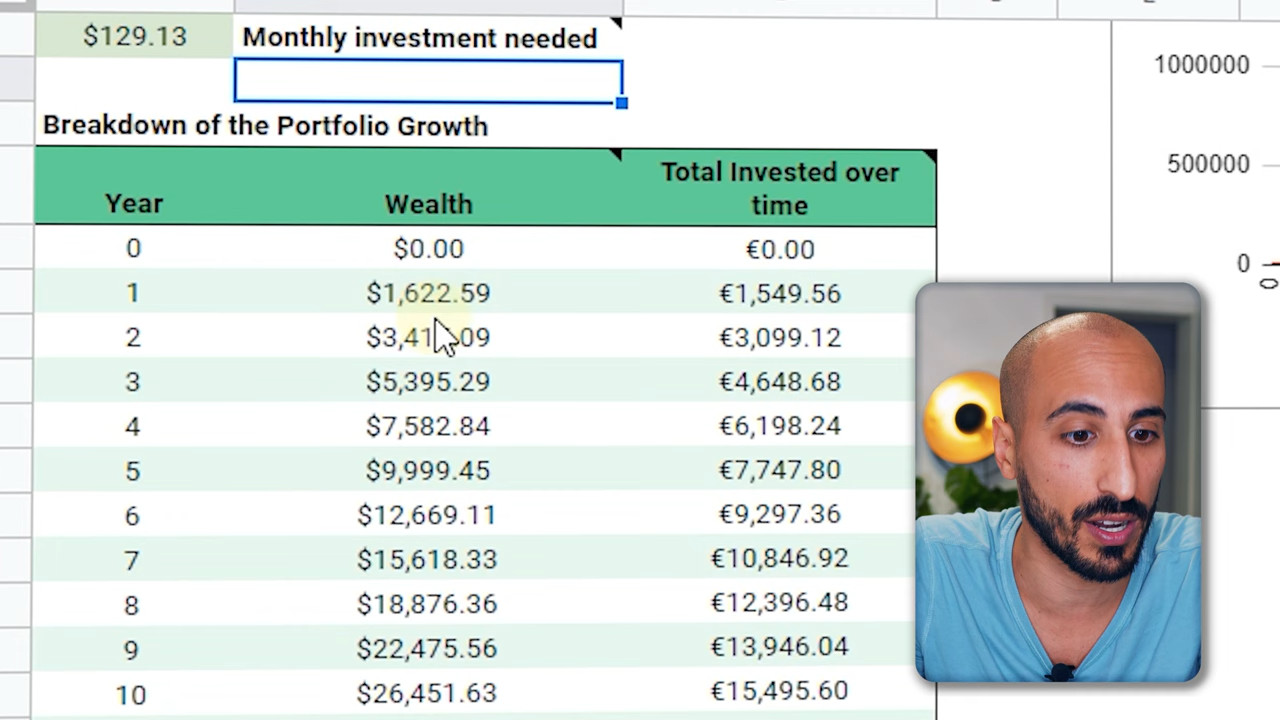 $129.13 Monthly investment needed
Breakdown of the Portfolio Growth
Year Wealth Total Invested over time
0 $0.00 €0.00
1 $1,622.59 €1,549.56
2 €3,099.12
3 $5,395.29 €4,648.68
4 $7,582.84 €6,198.24
5 $9,999.45 €7,747.80
6 $12,669.11 €9,297.36
7 $15,618.33 €10,846.92
8 $18,876.36 €12,396.48
9 $22,475.56 €13,946.04
10 $26,451.63 €15,495.60
1000000
500000
0
0